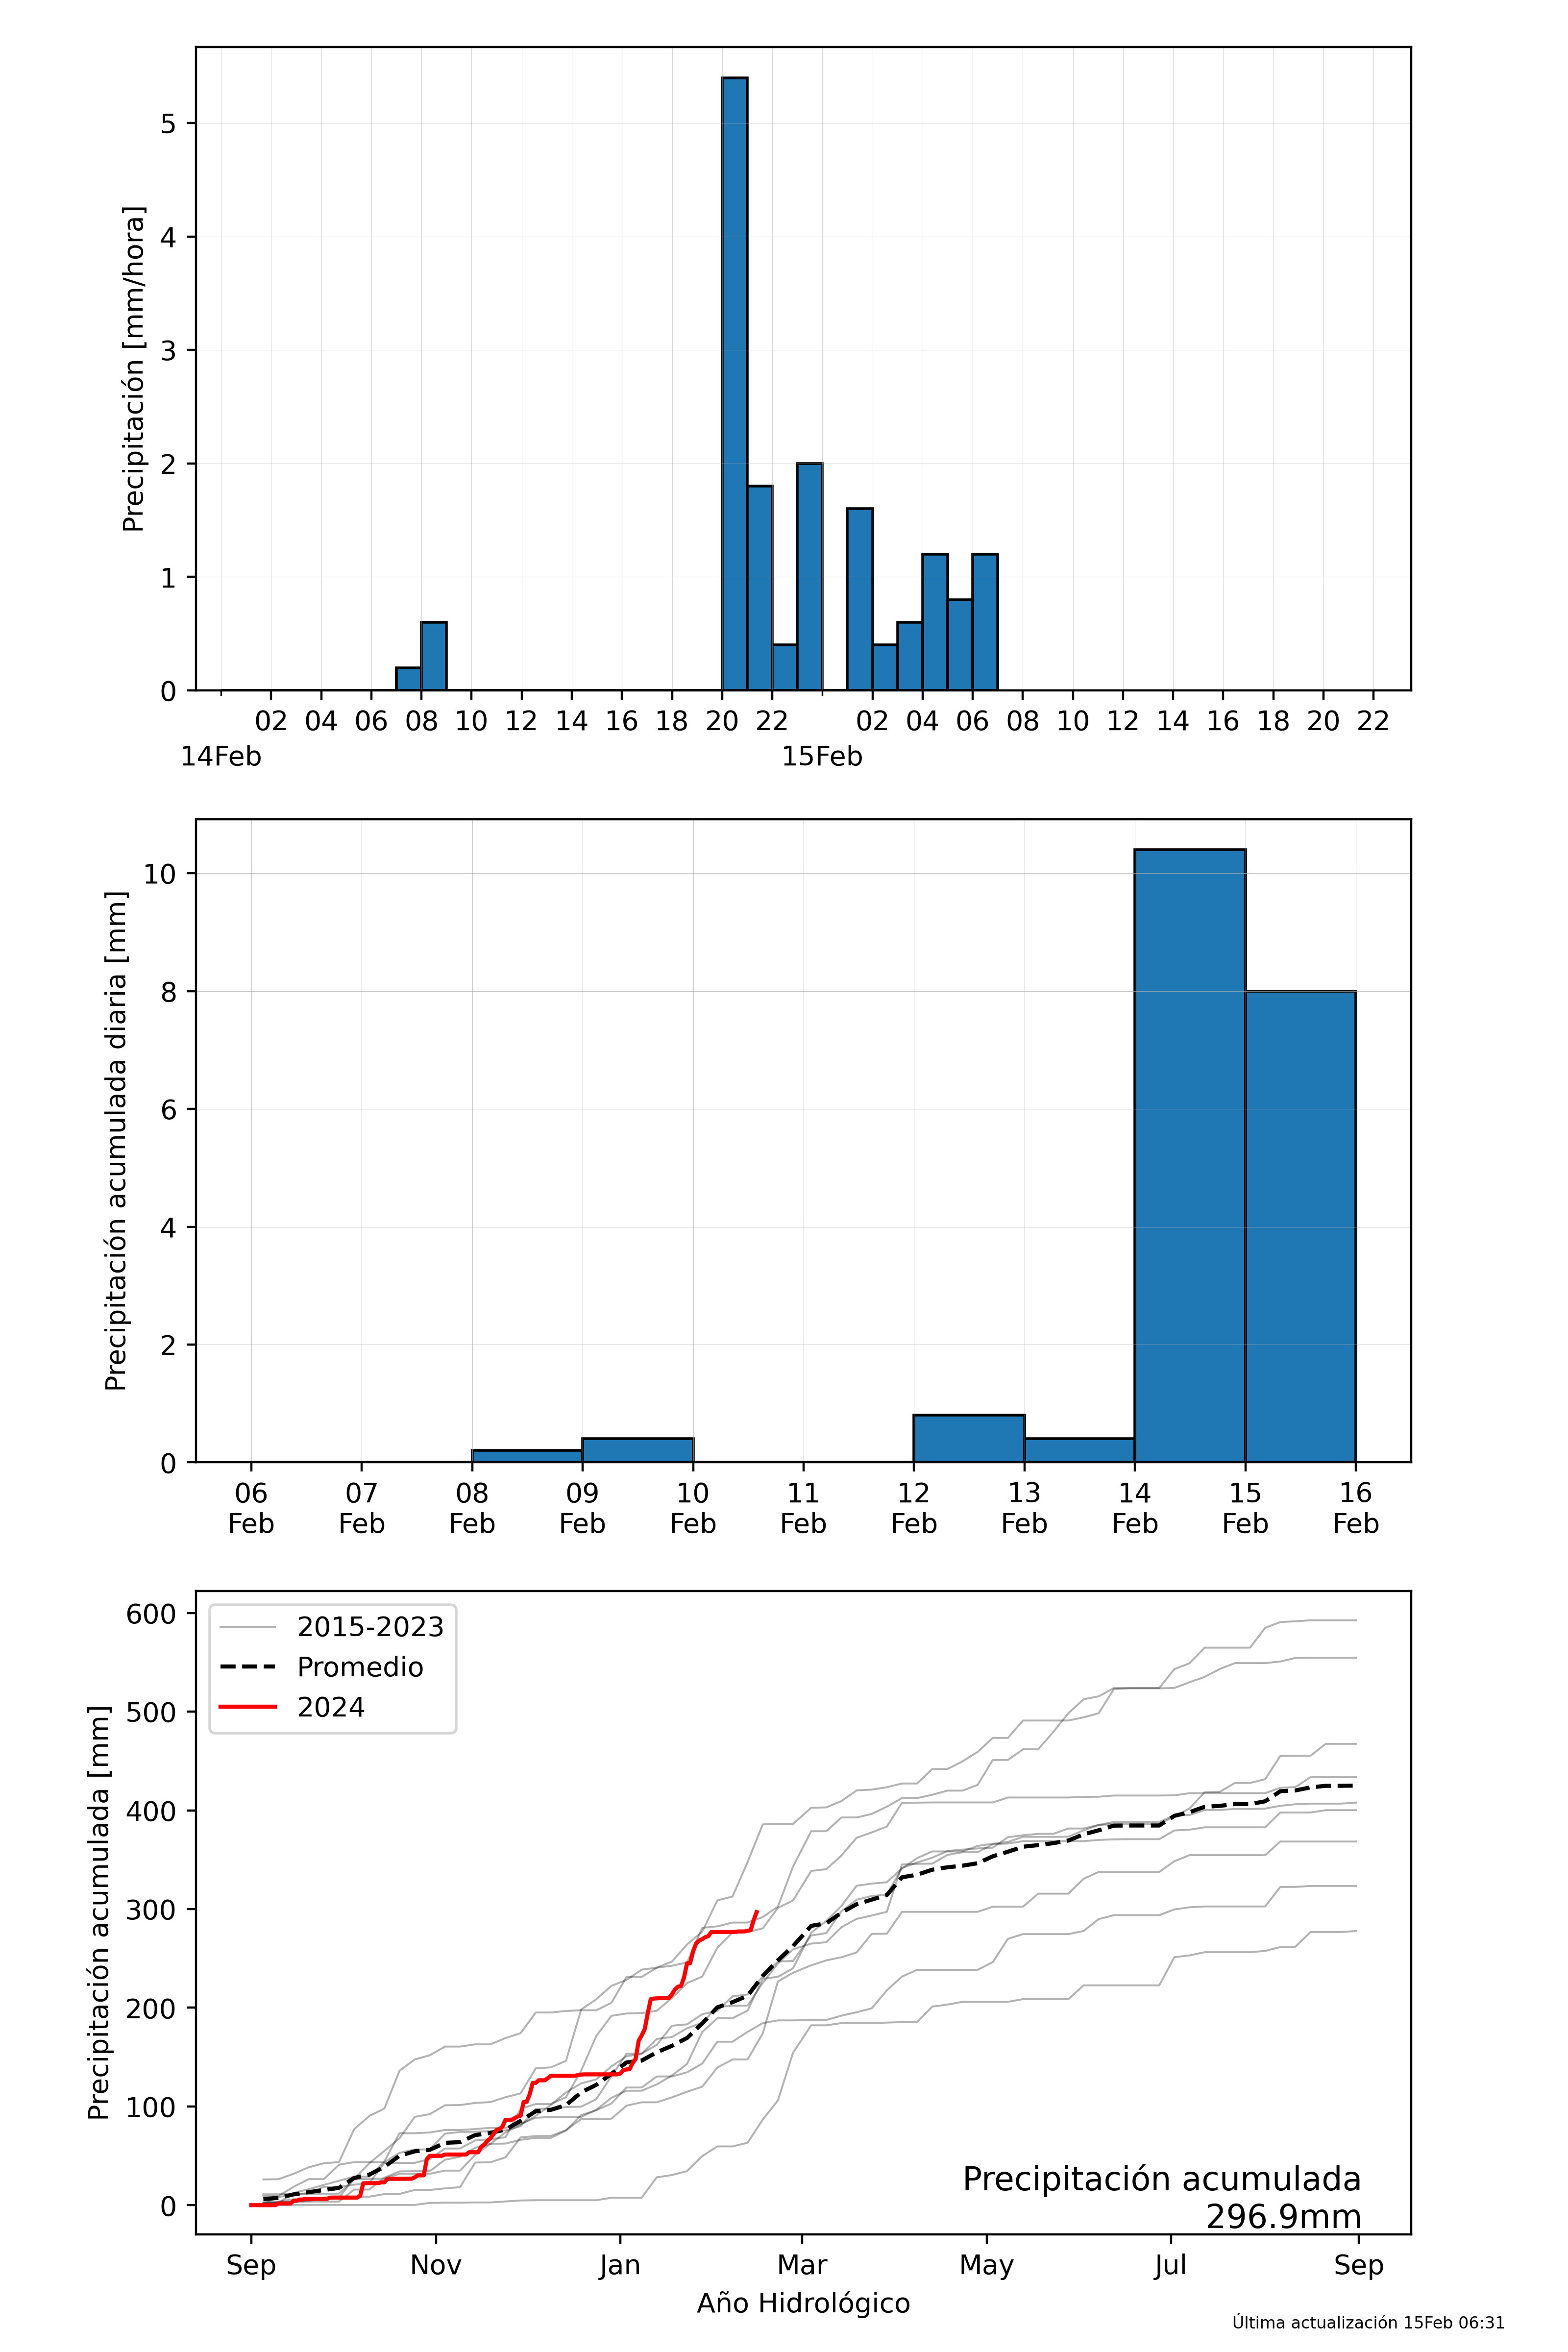 Precipitación [mm/hora]
5
4
3
2
1
0
02 04 06 08 10 12 14 16 18 20 22 02 04 06 08 10 12 14 16 18 20 22
14Feb 15Feb
Precipitación acumulada diaria [mm]
10
8
6
4
2
0
06 07 08 09 10 11 12 13 14 15 16
Feb Feb Feb Feb Feb Feb Feb Feb Feb Feb Feb
Precipitación acumulada [mm]
600
500
400
300
200
100
0
2015-2023
Promedio
2024
Precipitación acumulada
296.9mm
Sep Nov Jan Mar May Jul Sep
Año Hidrológico
Última actualización 15Feb 06:31